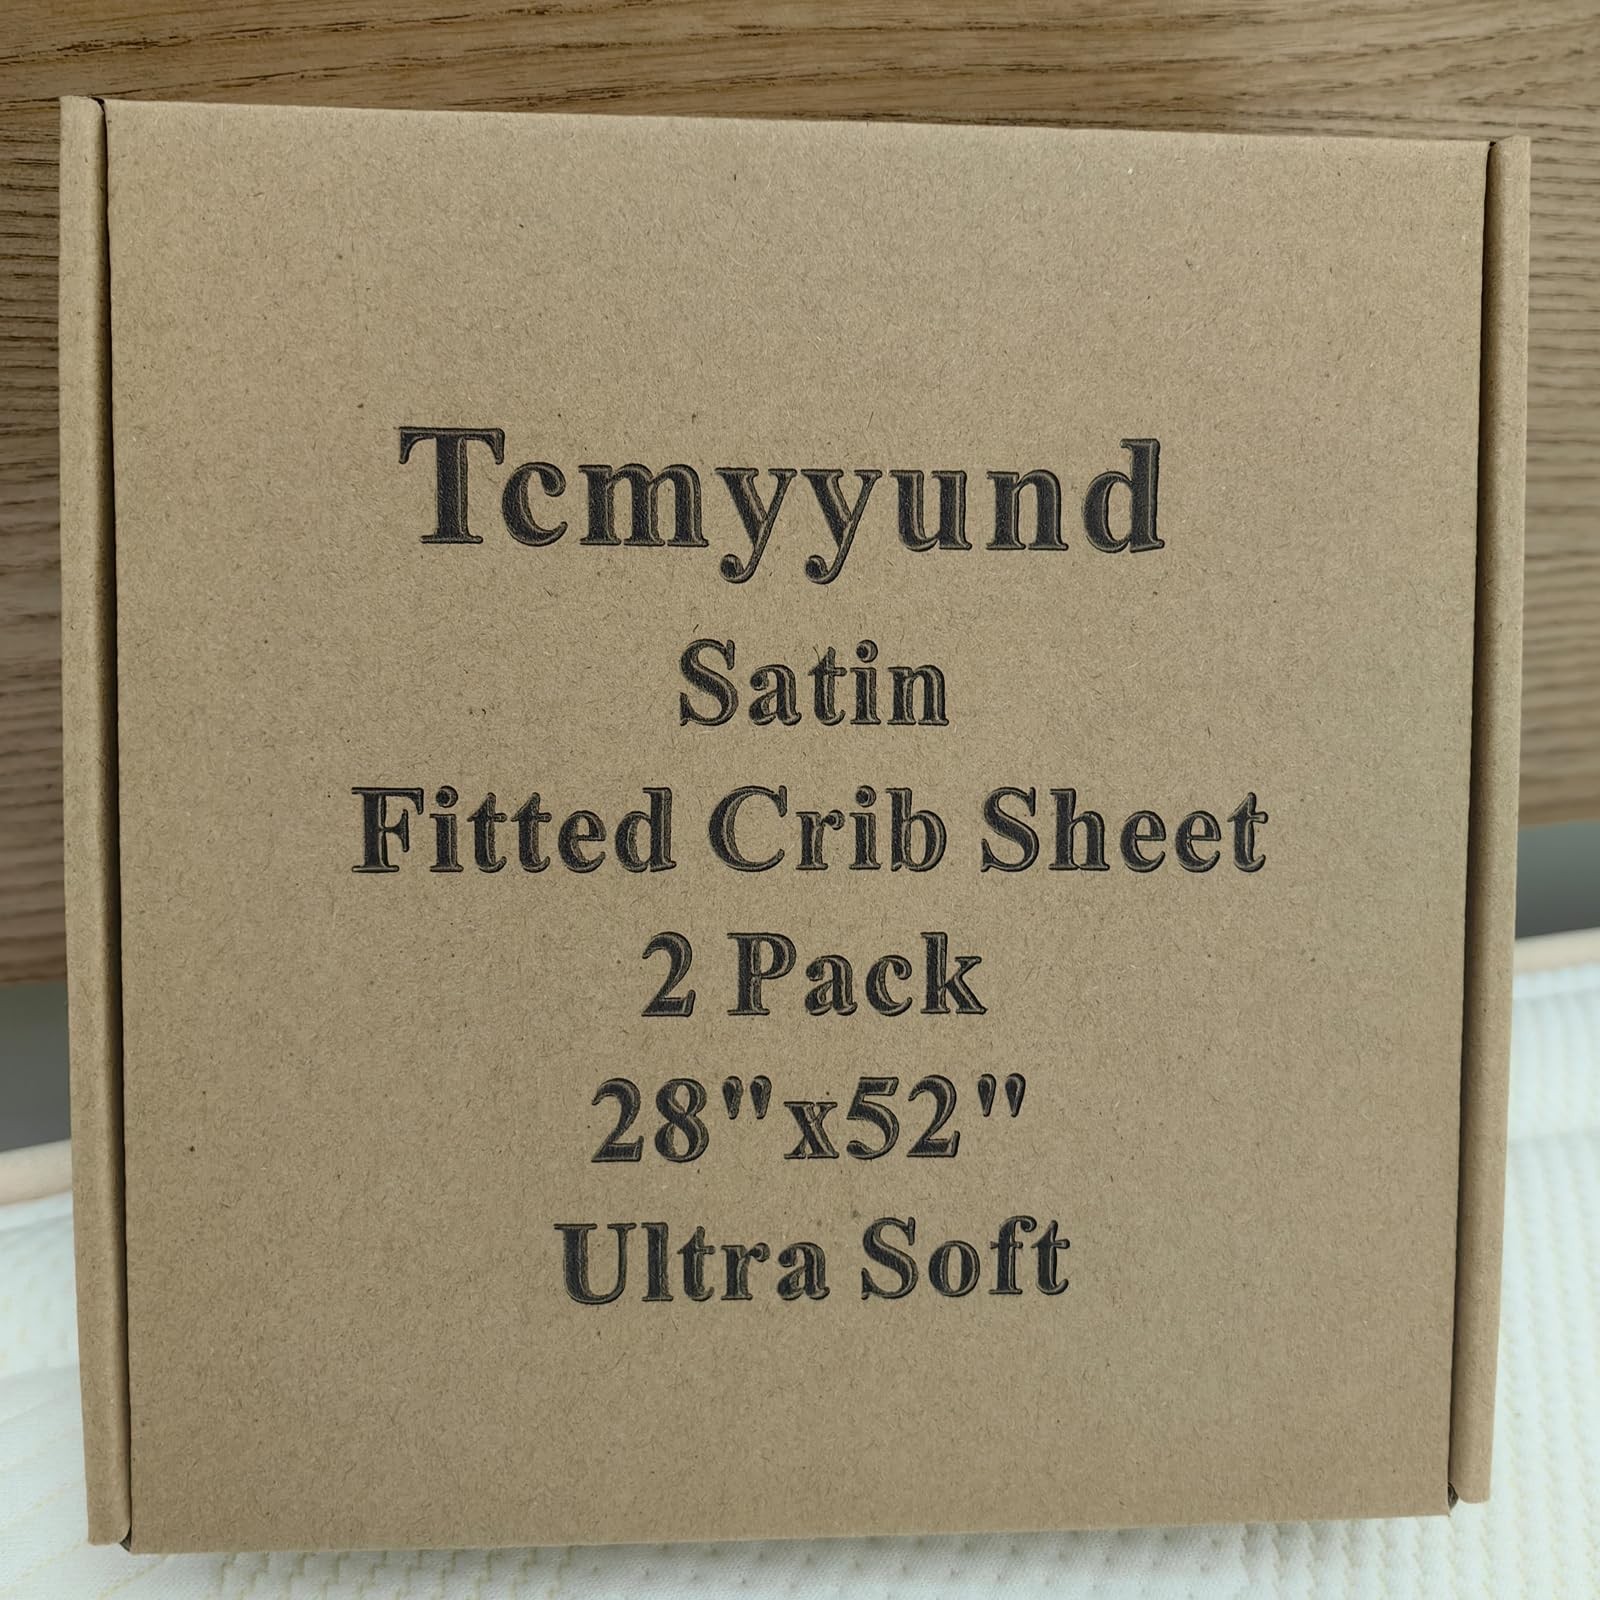 Tcmyyund
Satin
Fitted Crib Sheet
2 Pack
28"x52"
Ultra Soft